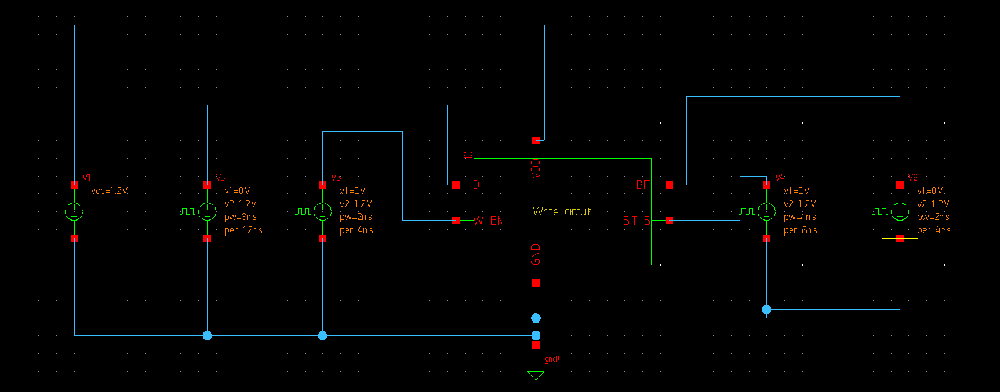 V1
vdc=1.2V
V5
v1=0V
v2=1.2V
pw=8ns
per=12ns
V3
v1=0V
v2=1.2V
pw=2ns
per=4ns
I0
VDD
D
W_EN
Write_circuit
BIT
BIT_B
GND
gnd!
V4
v1=0V
v2=1.2V
pw=4ns
per=8ns
V6
v1=0V
v2=1.2V
pw=2ns
per=4ns